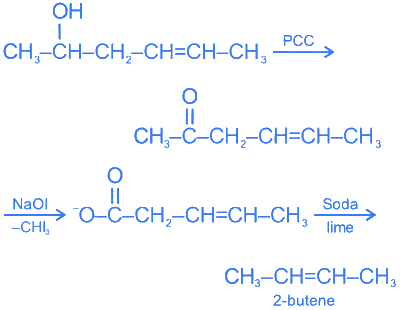 OH
CH₃–CH–CH₂–CH=CH–CH₃ PCC
O
CH₃–C–CH₂–CH=CH–CH₃
NaOI
–CHI₃
O
⁻O–C–CH₂–CH=CH–CH₃ Soda
lime
CH₃–CH=CH–CH₃
2-butene